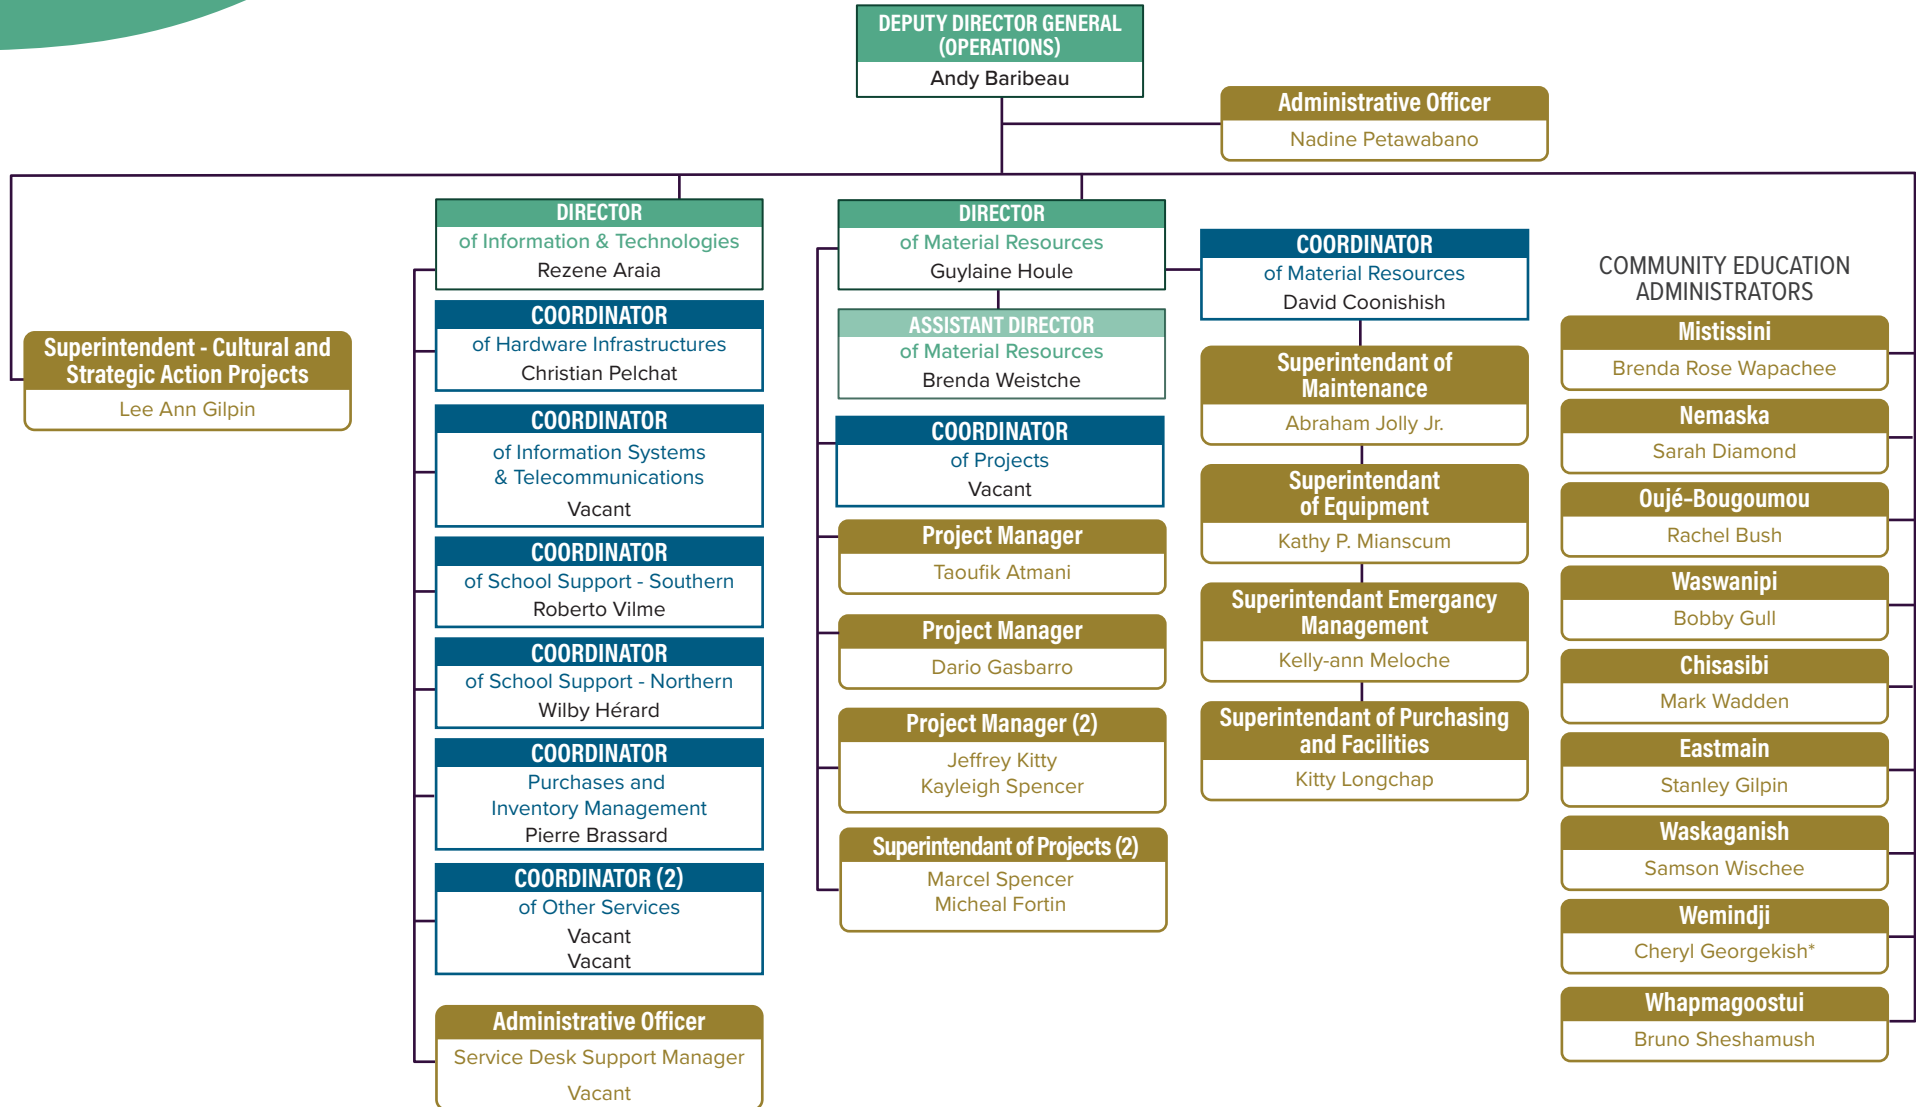 DEPUTY DIRECTOR GENERAL
(OPERATIONS)
Andy Baribeau
Administrative Officer
Nadine Petawabano
Superintendent - Cultural and
Strategic Action Projects
Lee Ann Gilpin
DIRECTOR
of Information & Technologies
Rezene Araia
COORDINATOR
of Hardware Infrastructures
Christian Pelchat
COORDINATOR
of Information Systems
& Telecommunications
Vacant
COORDINATOR
of School Support - Southern
Roberto Vilme
COORDINATOR
of School Support - Northern
Wilby Hérard
COORDINATOR
Purchases and
Inventory Management
Pierre Brassard
COORDINATOR (2)
of Other Services
Vacant
Vacant
Administrative Officer
Service Desk Support Manager
Vacant
DIRECTOR
of Material Resources
Guylaine Houle
ASSISTANT DIRECTOR
of Material Resources
Brenda Weistche
COORDINATOR
of Projects
Vacant
Project Manager
Taoufik Atmani
Project Manager
Dario Gasbarro
Project Manager (2)
Jeffrey Kitty
Kayleigh Spencer
Superintendant of Projects (2)
Marcel Spencer
Micheal Fortin
COORDINATOR
of Material Resources
David Coonishish
Superintendant of
Maintenance
Abraham Jolly Jr.
Superintendant
of Equipment
Kathy P. Mianscum
Superintendant Emergancy
Management
Kelly-ann Meloche
Superintendant of Purchasing
and Facilities
Kitty Longchap
COMMUNITY EDUCATION
ADMINISTRATORS
Mistissini
Brenda Rose Wapachee
Nemaska
Sarah Diamond
Oujé-Bougoumou
Rachel Bush
Waswanipi
Bobby Gull
Chisasibi
Mark Wadden
Eastmain
Stanley Gilpin
Waskaganish
Samson Wischee
Wemindji
Cheryl Georgekish*
Whapmagoostui
Bruno Sheshamush